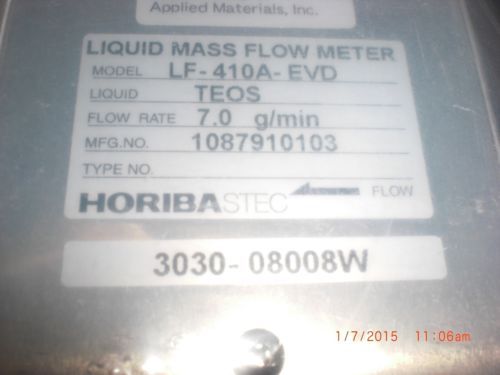 Applied Materials, Inc.
LIQUID MASS FLOW METER
MODEL LF-410A-EVD
LIQUID TEOS
FLOW RATE 7.0 g/min
MFG.NO. 1087910103
TYPE NO.
HORIBASTEC FLOW
3030-08008W
1/7/2015 11:06am